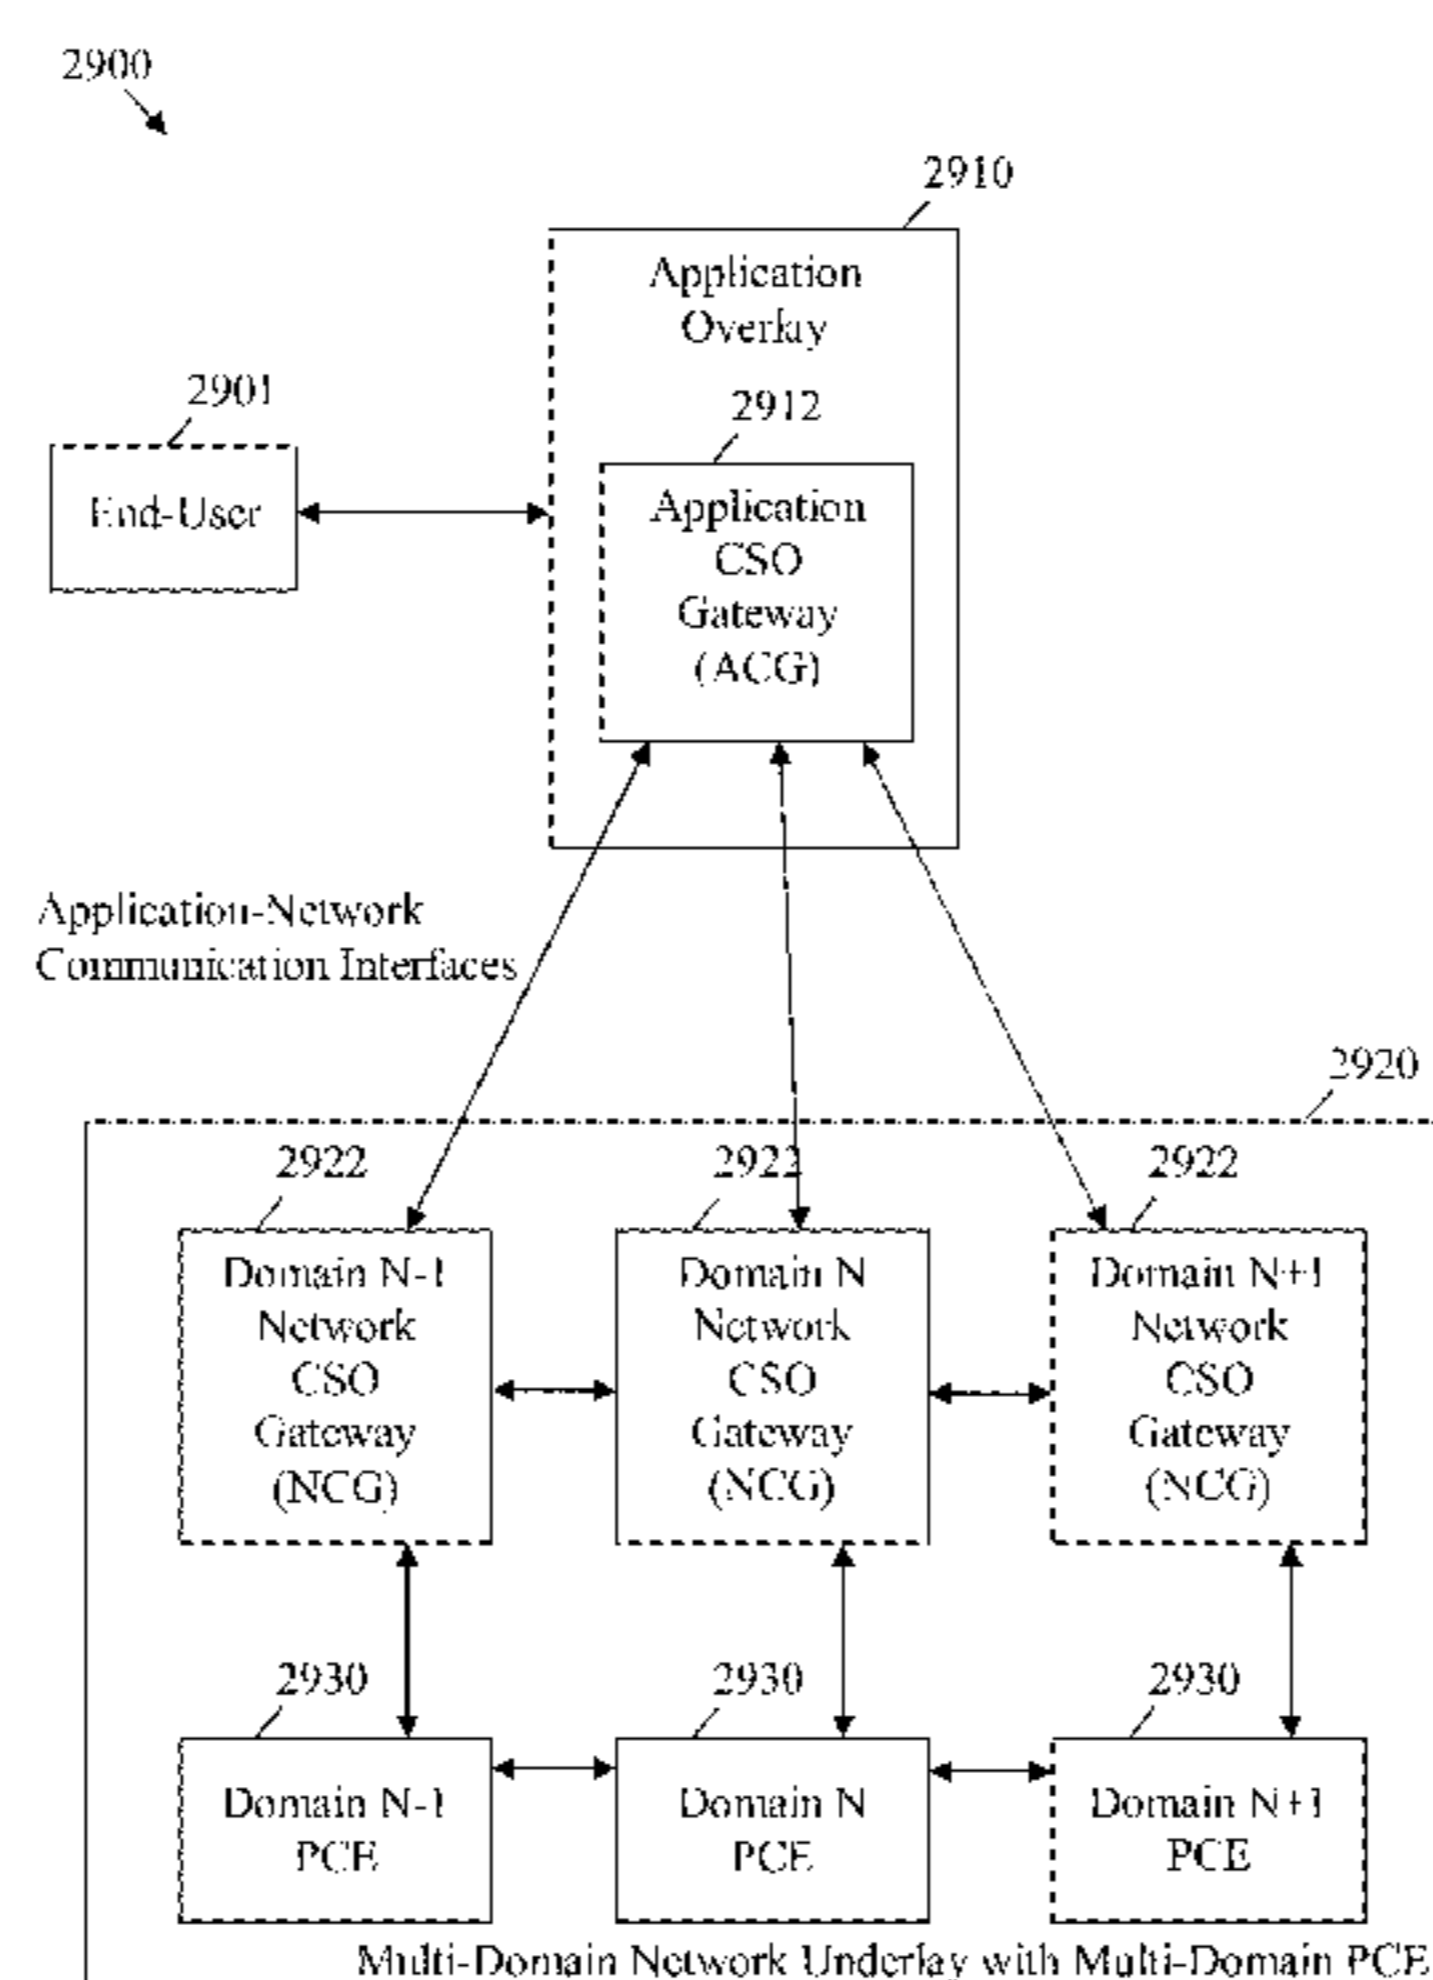 2900
2910
Application
Overlay
2901
End-User
2912
Application
CSO
Gateway
(ACG)
Application-Network
Communication Interfaces
2920
2922
2922
2922
Domain N-1
Network
CSO
Gateway
(NCG)
Domain N
Network
CSO
Gateway
(NCG)
Domain N+1
Network
CSO
Gateway
(NCG)
2930
2930
2930
Domain N-1
PCE
Domain N
PCE
Domain N+1
PCE
Multi-Domain Network Underlay with Multi-Domain PCE